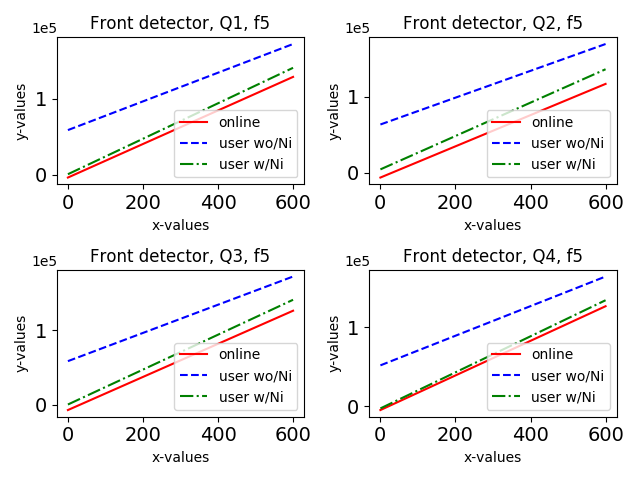 Front detector, Q1, f5
1e5
y-values
1
0
online
user wo/Ni
user w/Ni
0 200 400 600
x-values
Front detector, Q2, f5
1e5
y-values
1
0
online
user wo/Ni
user w/Ni
0 200 400 600
x-values
Front detector, Q3, f5
1e5
y-values
1
0
online
user wo/Ni
user w/Ni
0 200 400 600
x-values
Front detector, Q4, f5
1e5
y-values
1
0
online
user wo/Ni
user w/Ni
0 200 400 600
x-values